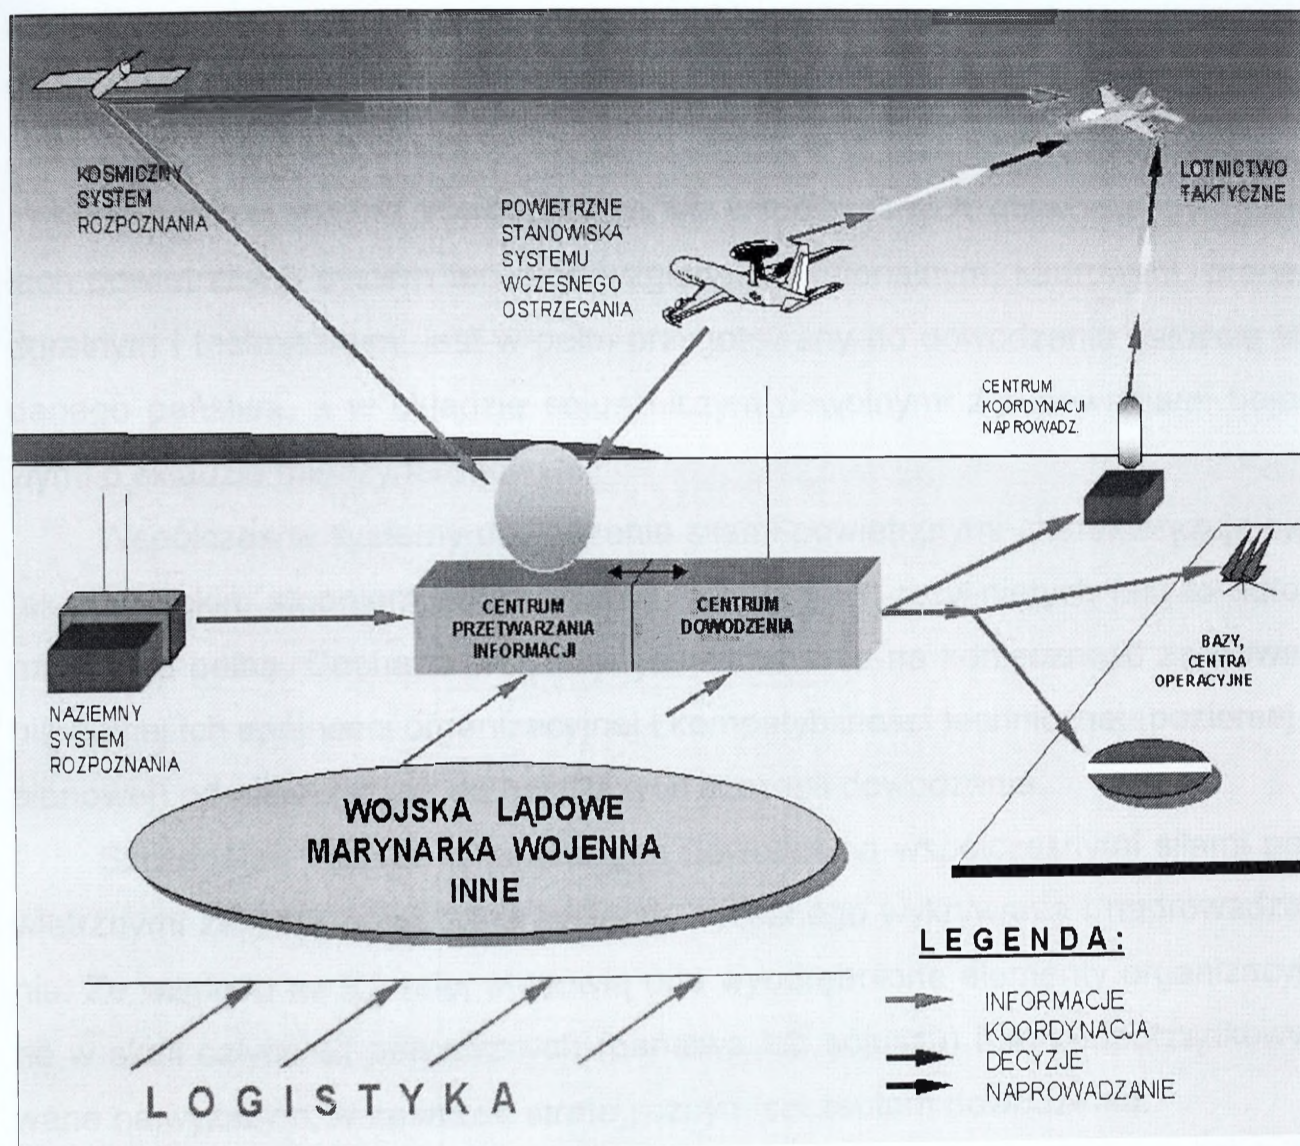 KOSMICZNY
SYSTEM
ROZPOZNANIA
POWIETRZNE
STANOWISKA
SYSTEMU
WCZESNEGO
OSTRZEGANIA
LOTNICTWO
TAKTYCZNE
CENTRUM
KOORDYNACJI
NAPROWADZ.
CENTRUM
PRZETWARZANIA
INFORMACJI
CENTRUM
DOWODZENIA
BAZY,
CENTRA
OPERACYJNE
NAZIEMNY
SYSTEM
ROZPOZNANIA
WOJSKA LĄDOWE
MARYNARKA WOJENNA
INNE
LOGISTYKA
LEGENDA:
INFORMACJE
KOORDYNACJA
DECYZJE
NAPROWADZANIE